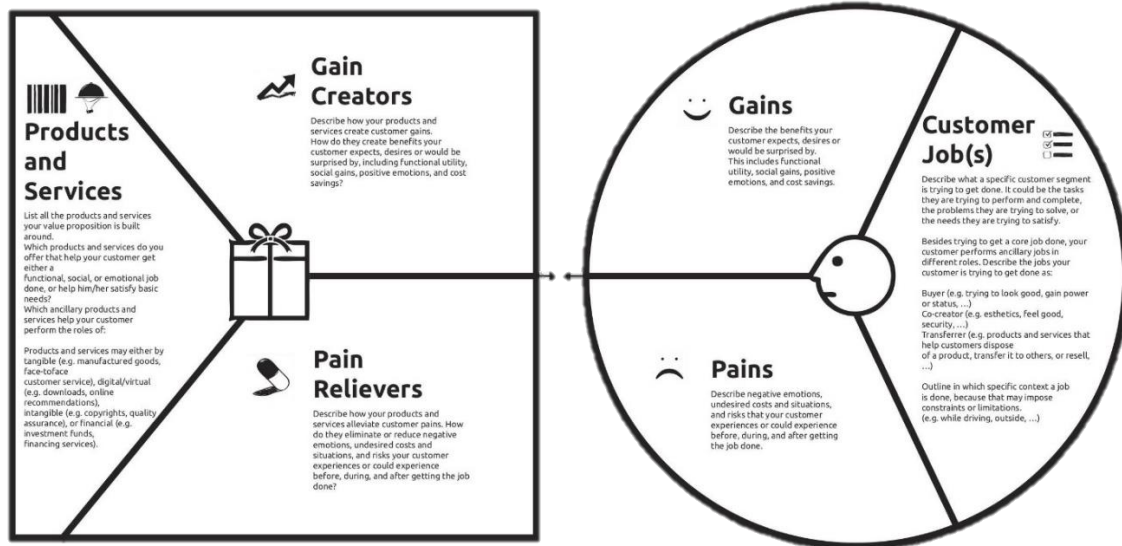 Products
and
Services
List all the products and services
your value proposition is built
around.
Which products and services do you
offer that help your customer get
either a
functional, social, or emotional job
done, or help him/her satisfy basic
needs?
Which ancillary products and
services help your customer
perform the roles of:
Products and services may either by
tangible (e.g. manufactured goods,
face-toface
customer service), digital/virtual
(e.g. downloads, online
recommendations),
intangible (e.g. copyrights, quality
assurance), or financial (e.g.
investment funds,
financing services).
Gain
Creators
Describe how your products and
services create customer gains.
How do they create benefits your
customer expects, desires or would be
surprised by, including functional utility,
social gains, positive emotions, and cost
savings?
Pain
Relievers
Describe how your products and
services alleviate customer pains. How
do they eliminate or reduce negative
emotions, undesired costs and
situations, and risks your customer
experiences or could experience
before, during, and after getting the job
done?
Gains
Describe the benefits your
customer expects, desires or
would be surprised by.
This includes functional
utility, social gains, positive
emotions, and cost savings.
Pains
Describe negative emotions,
undesired costs and situations,
and risks that your customer
experiences or could experience
before, during, and after getting
the job done.
Customer
Job(s)
Describe what a specific customer segment
is trying to get done. It could be the tasks
they are trying to perform and complete,
the problems they are trying to solve, or
the needs they are trying to satisfy.
Besides trying to get a core job done, your
customer performs ancillary jobs in
different roles. Describe the jobs your
customer is trying to get done as:
Buyer (e.g. trying to look good, gain power
or status, ...)
Co-creator (e.g. esthetics, feel good,
security, ...)
Transferrer (e.g. products and services that
help customers dispose
of a product, transfer it to others, or resell,
...)
Outline in which specific context a job
is done, because that may impose
constraints or limitations.
(e.g. while driving, outside, ...)